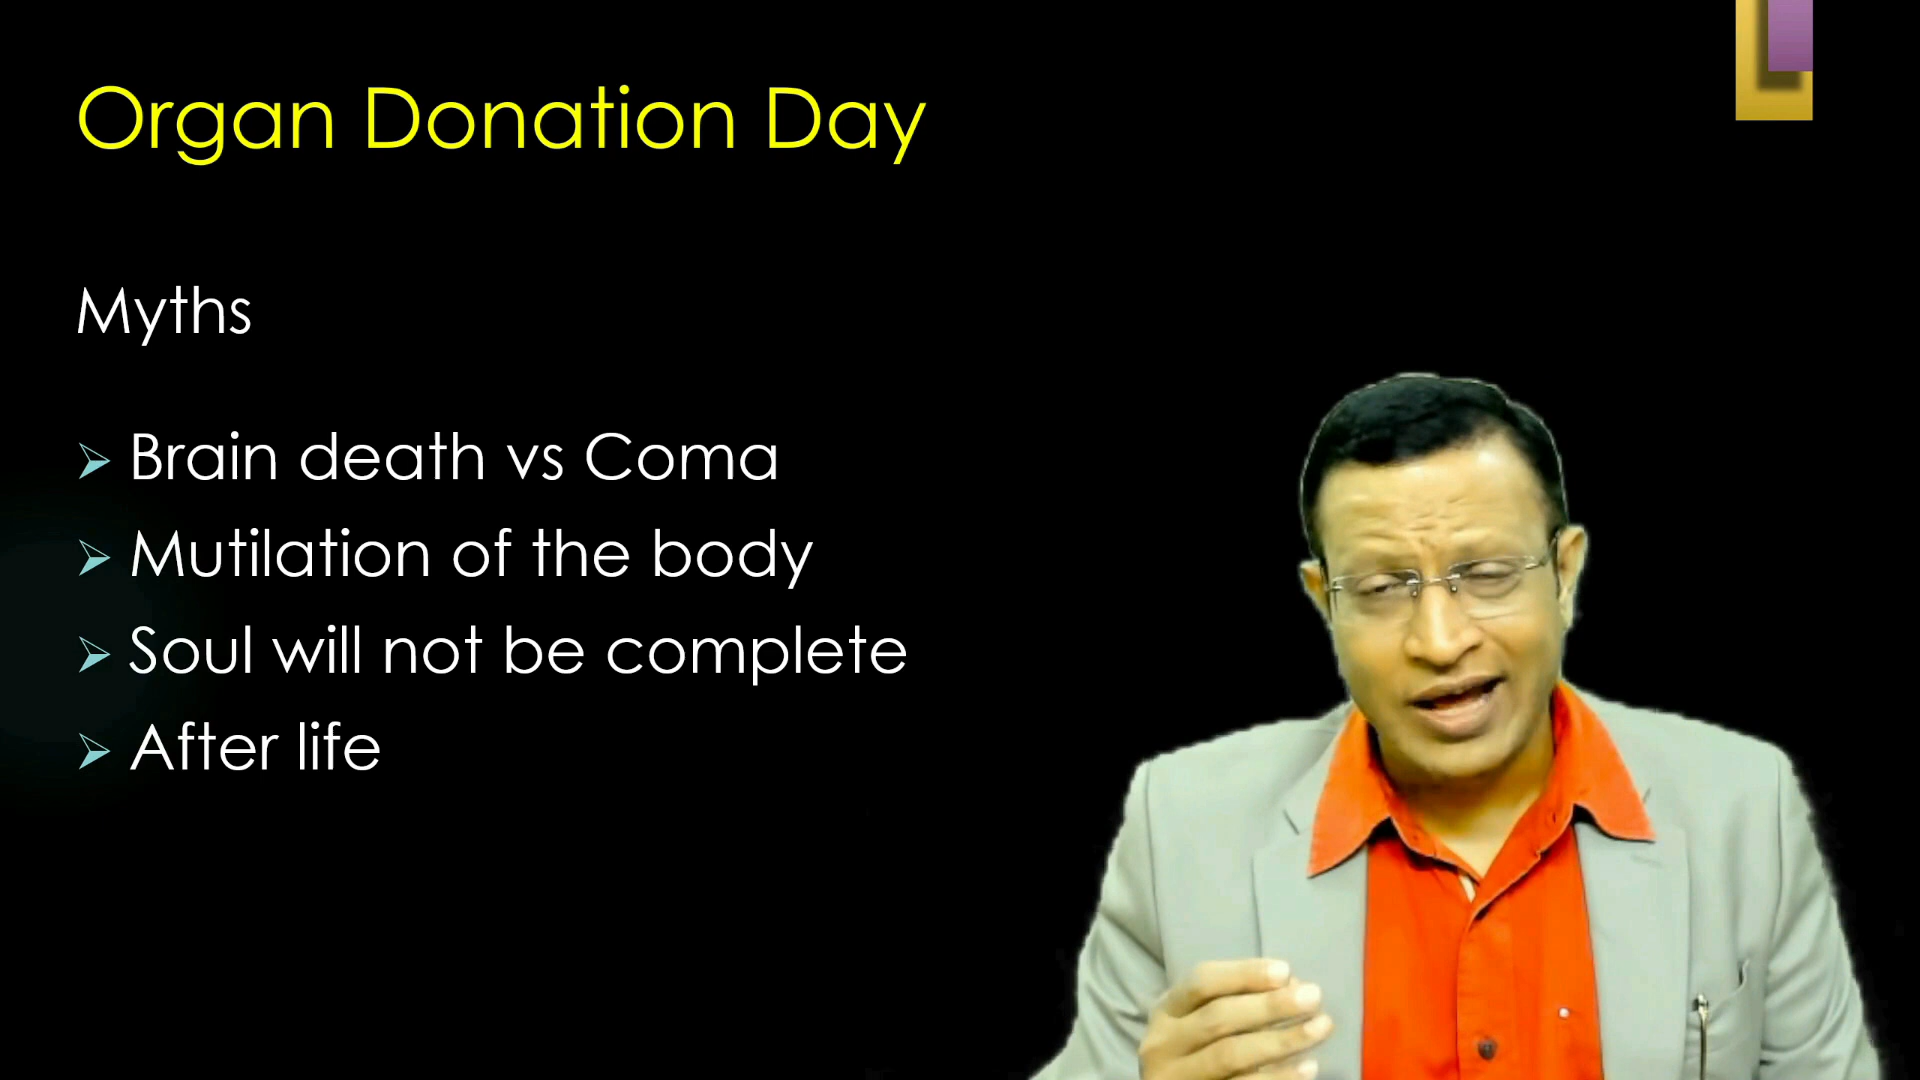 Organ Donation Day
Myths
➢ Brain death vs Coma
➢ Mutilation of the body
➢ Soul will not be complete
➢ After life